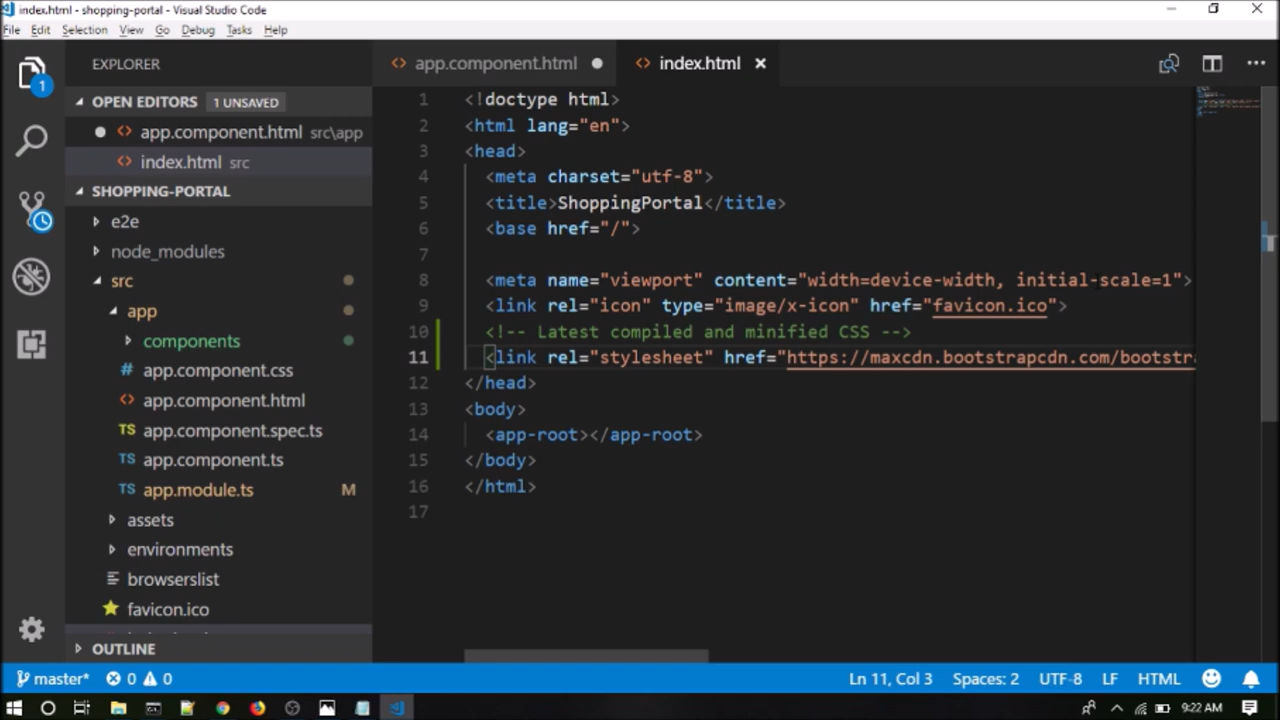 index.html - shopping-portal - Visual Studio Code
File Edit Selection View Go Debug Tasks Help
EXPLORER
OPEN EDITORS 1 UNSAVED
app.component.html src\app
index.html src
SHOPPING-PORTAL
e2e
node_modules
src
app
components
app.component.css
app.component.html
app.component.spec.ts
app.component.ts
app.module.ts M
assets
environments
browserslist
favicon.ico
OUTLINE
app.component.html index.html
1 <!doctype html>
2 <html lang="en">
3 <head>
4 <meta charset="utf-8">
5 <title>ShoppingPortal</title>
6 <base href="/">
7
8 <meta name="viewport" content="width=device-width, initial-scale=1">
9 <link rel="icon" type="image/x-icon" href="favicon.ico">
10 <!-- Latest compiled and minified CSS -->
11 <link rel="stylesheet" href="https://maxcdn.bootstrapcdn.com/bootstra
12 </head>
13 <body>
14 <app-root></app-root>
15 </body>
16 </html>
17
master* 0 0 Ln 11, Col 3 Spaces: 2 UTF-8 LF HTML
9:22 AM